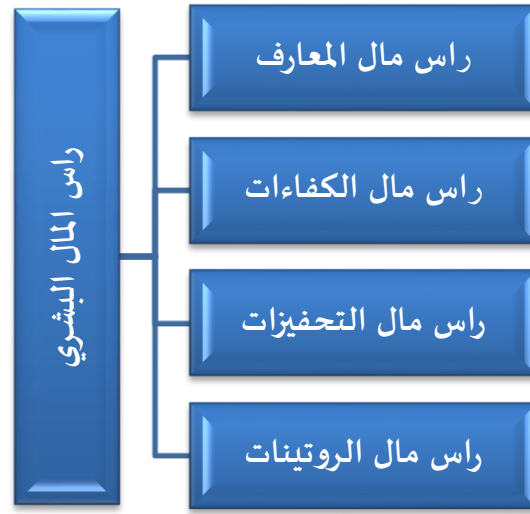 راس المال البشري
راس مال المعارف
راس مال الكفاءات
راس مال التحفيزات
راس مال الروتينات